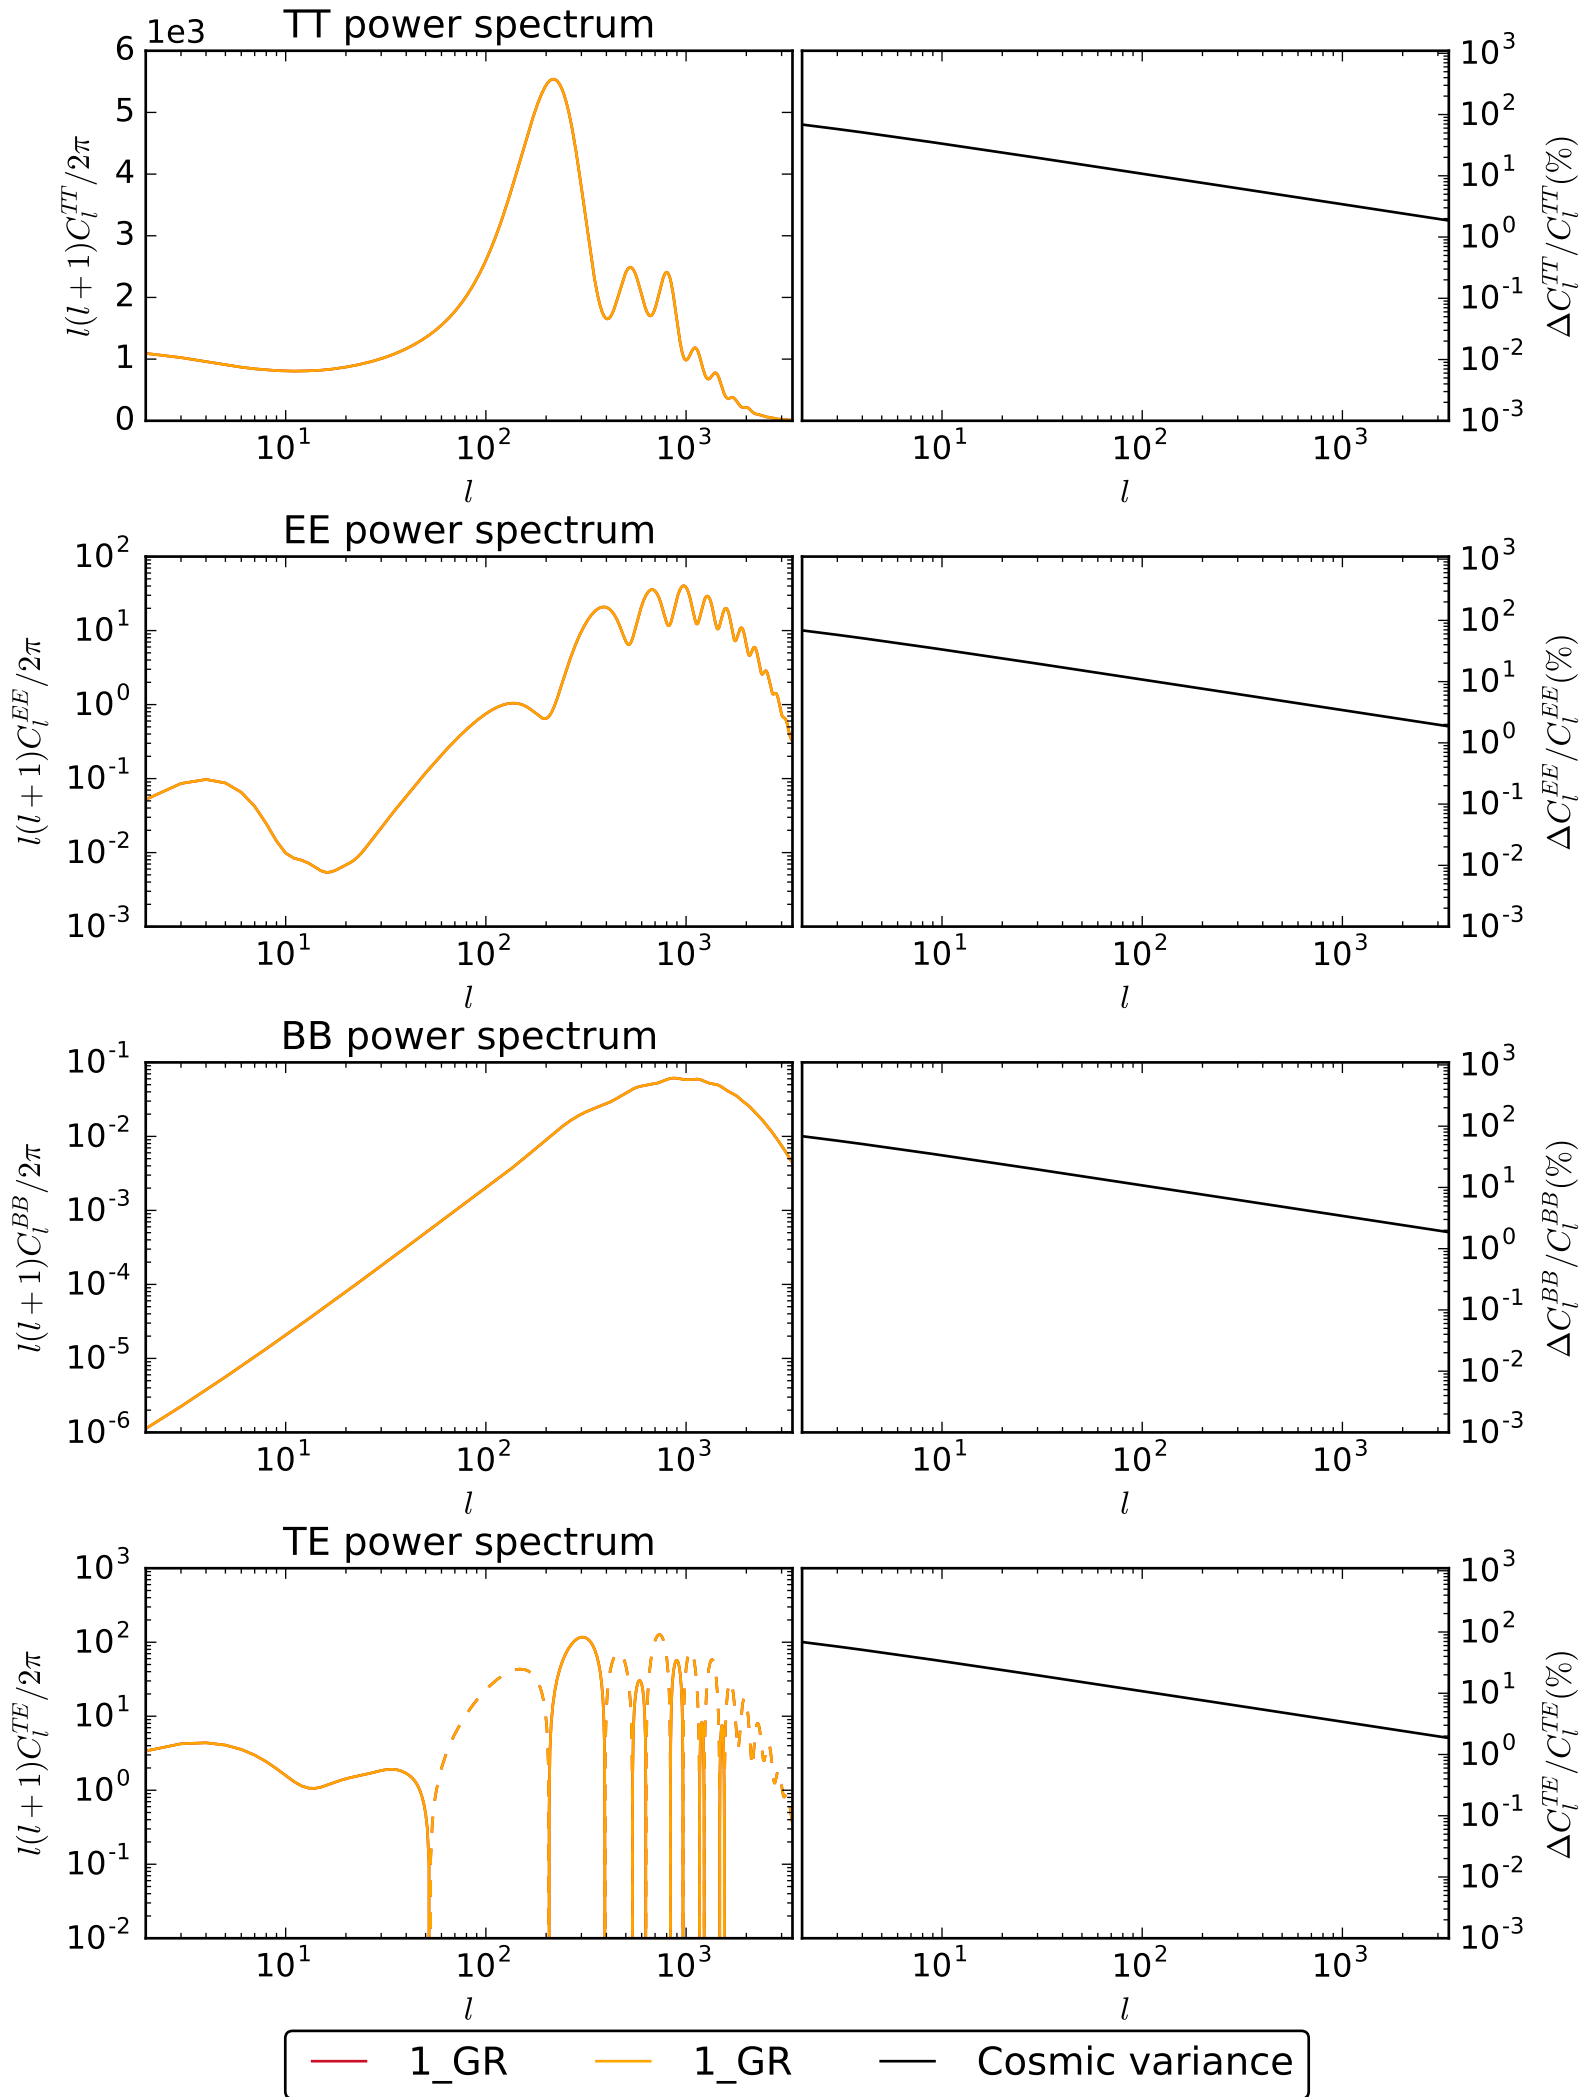 TT power spectrum
1e3
6
5
4
3
2
1
0
l(l + 1)C_l^{TT}/2π
10^1 10^2 10^3
l
10^3
10^2
10^1
10^0
10^-1
10^-2
10^-3
ΔC_l^{TT}/C_l^{TT}(%)
10^1 10^2 10^3
l
EE power spectrum
10^2
10^1
10^0
10^-1
10^-2
10^-3
l(l + 1)C_l^{EE}/2π
10^1 10^2 10^3
l
10^3
10^2
10^1
10^0
10^-1
10^-2
10^-3
ΔC_l^{EE}/C_l^{EE}(%)
10^1 10^2 10^3
l
BB power spectrum
10^-1
10^-2
10^-3
10^-4
10^-5
10^-6
l(l + 1)C_l^{BB}/2π
10^1 10^2 10^3
l
10^3
10^2
10^1
10^0
10^-1
10^-2
10^-3
ΔC_l^{BB}/C_l^{BB}(%)
10^1 10^2 10^3
l
TE power spectrum
10^3
10^2
10^1
10^0
10^-1
10^-2
l(l + 1)C_l^{TE}/2π
10^1 10^2 10^3
l
10^3
10^2
10^1
10^0
10^-1
10^-2
10^-3
ΔC_l^{TE}/C_l^{TE}(%)
10^1 10^2 10^3
l
1_GR 1_GR Cosmic variance